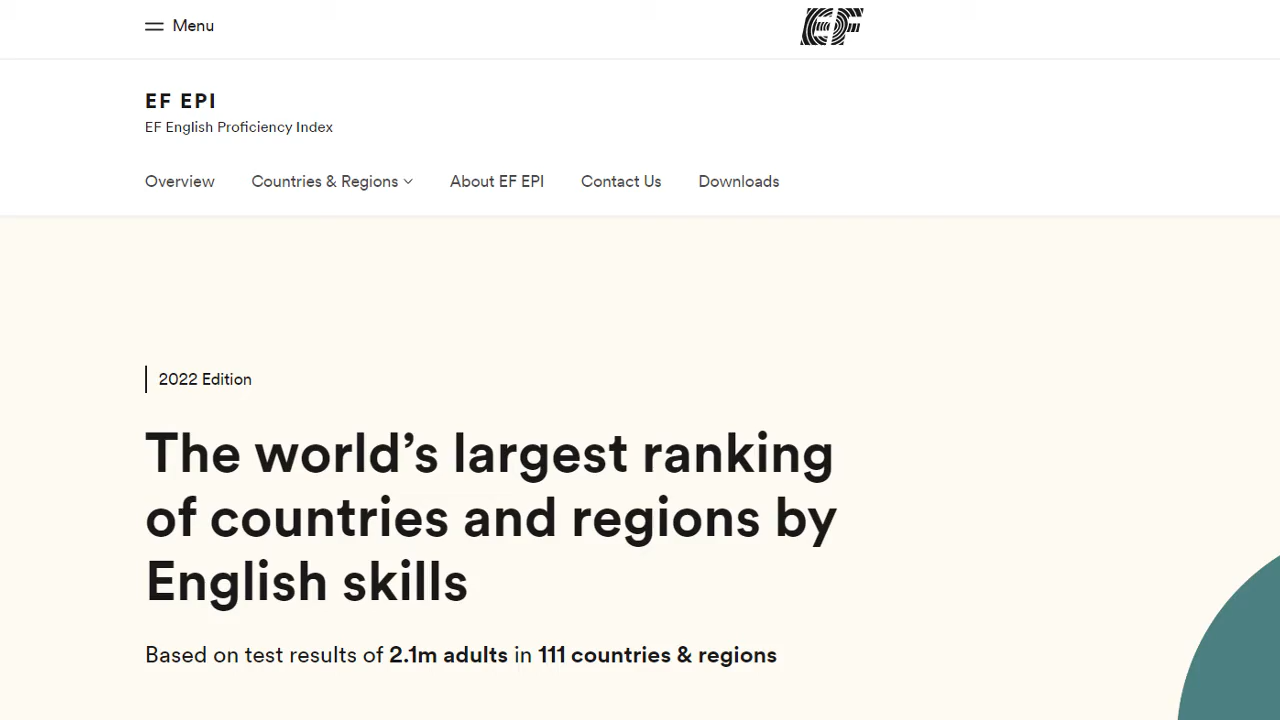 Menu
EF
EF EPI
EF English Proficiency Index
Overview Countries & Regions About EF EPI Contact Us Downloads
2022 Edition
The world’s largest ranking
of countries and regions by
English skills
Based on test results of 2.1m adults in 111 countries & regions